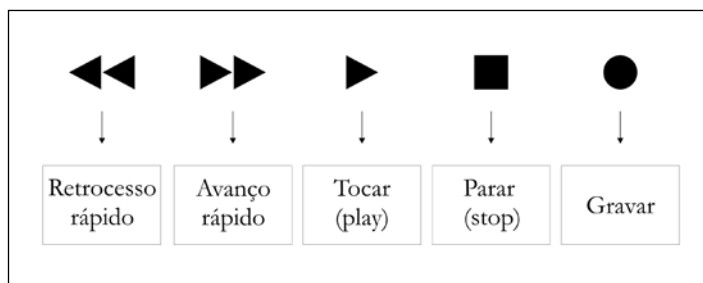 Retrocesso
rápido
Avanço
rápido
Tocar
(play)
Parar
(stop)
Gravar